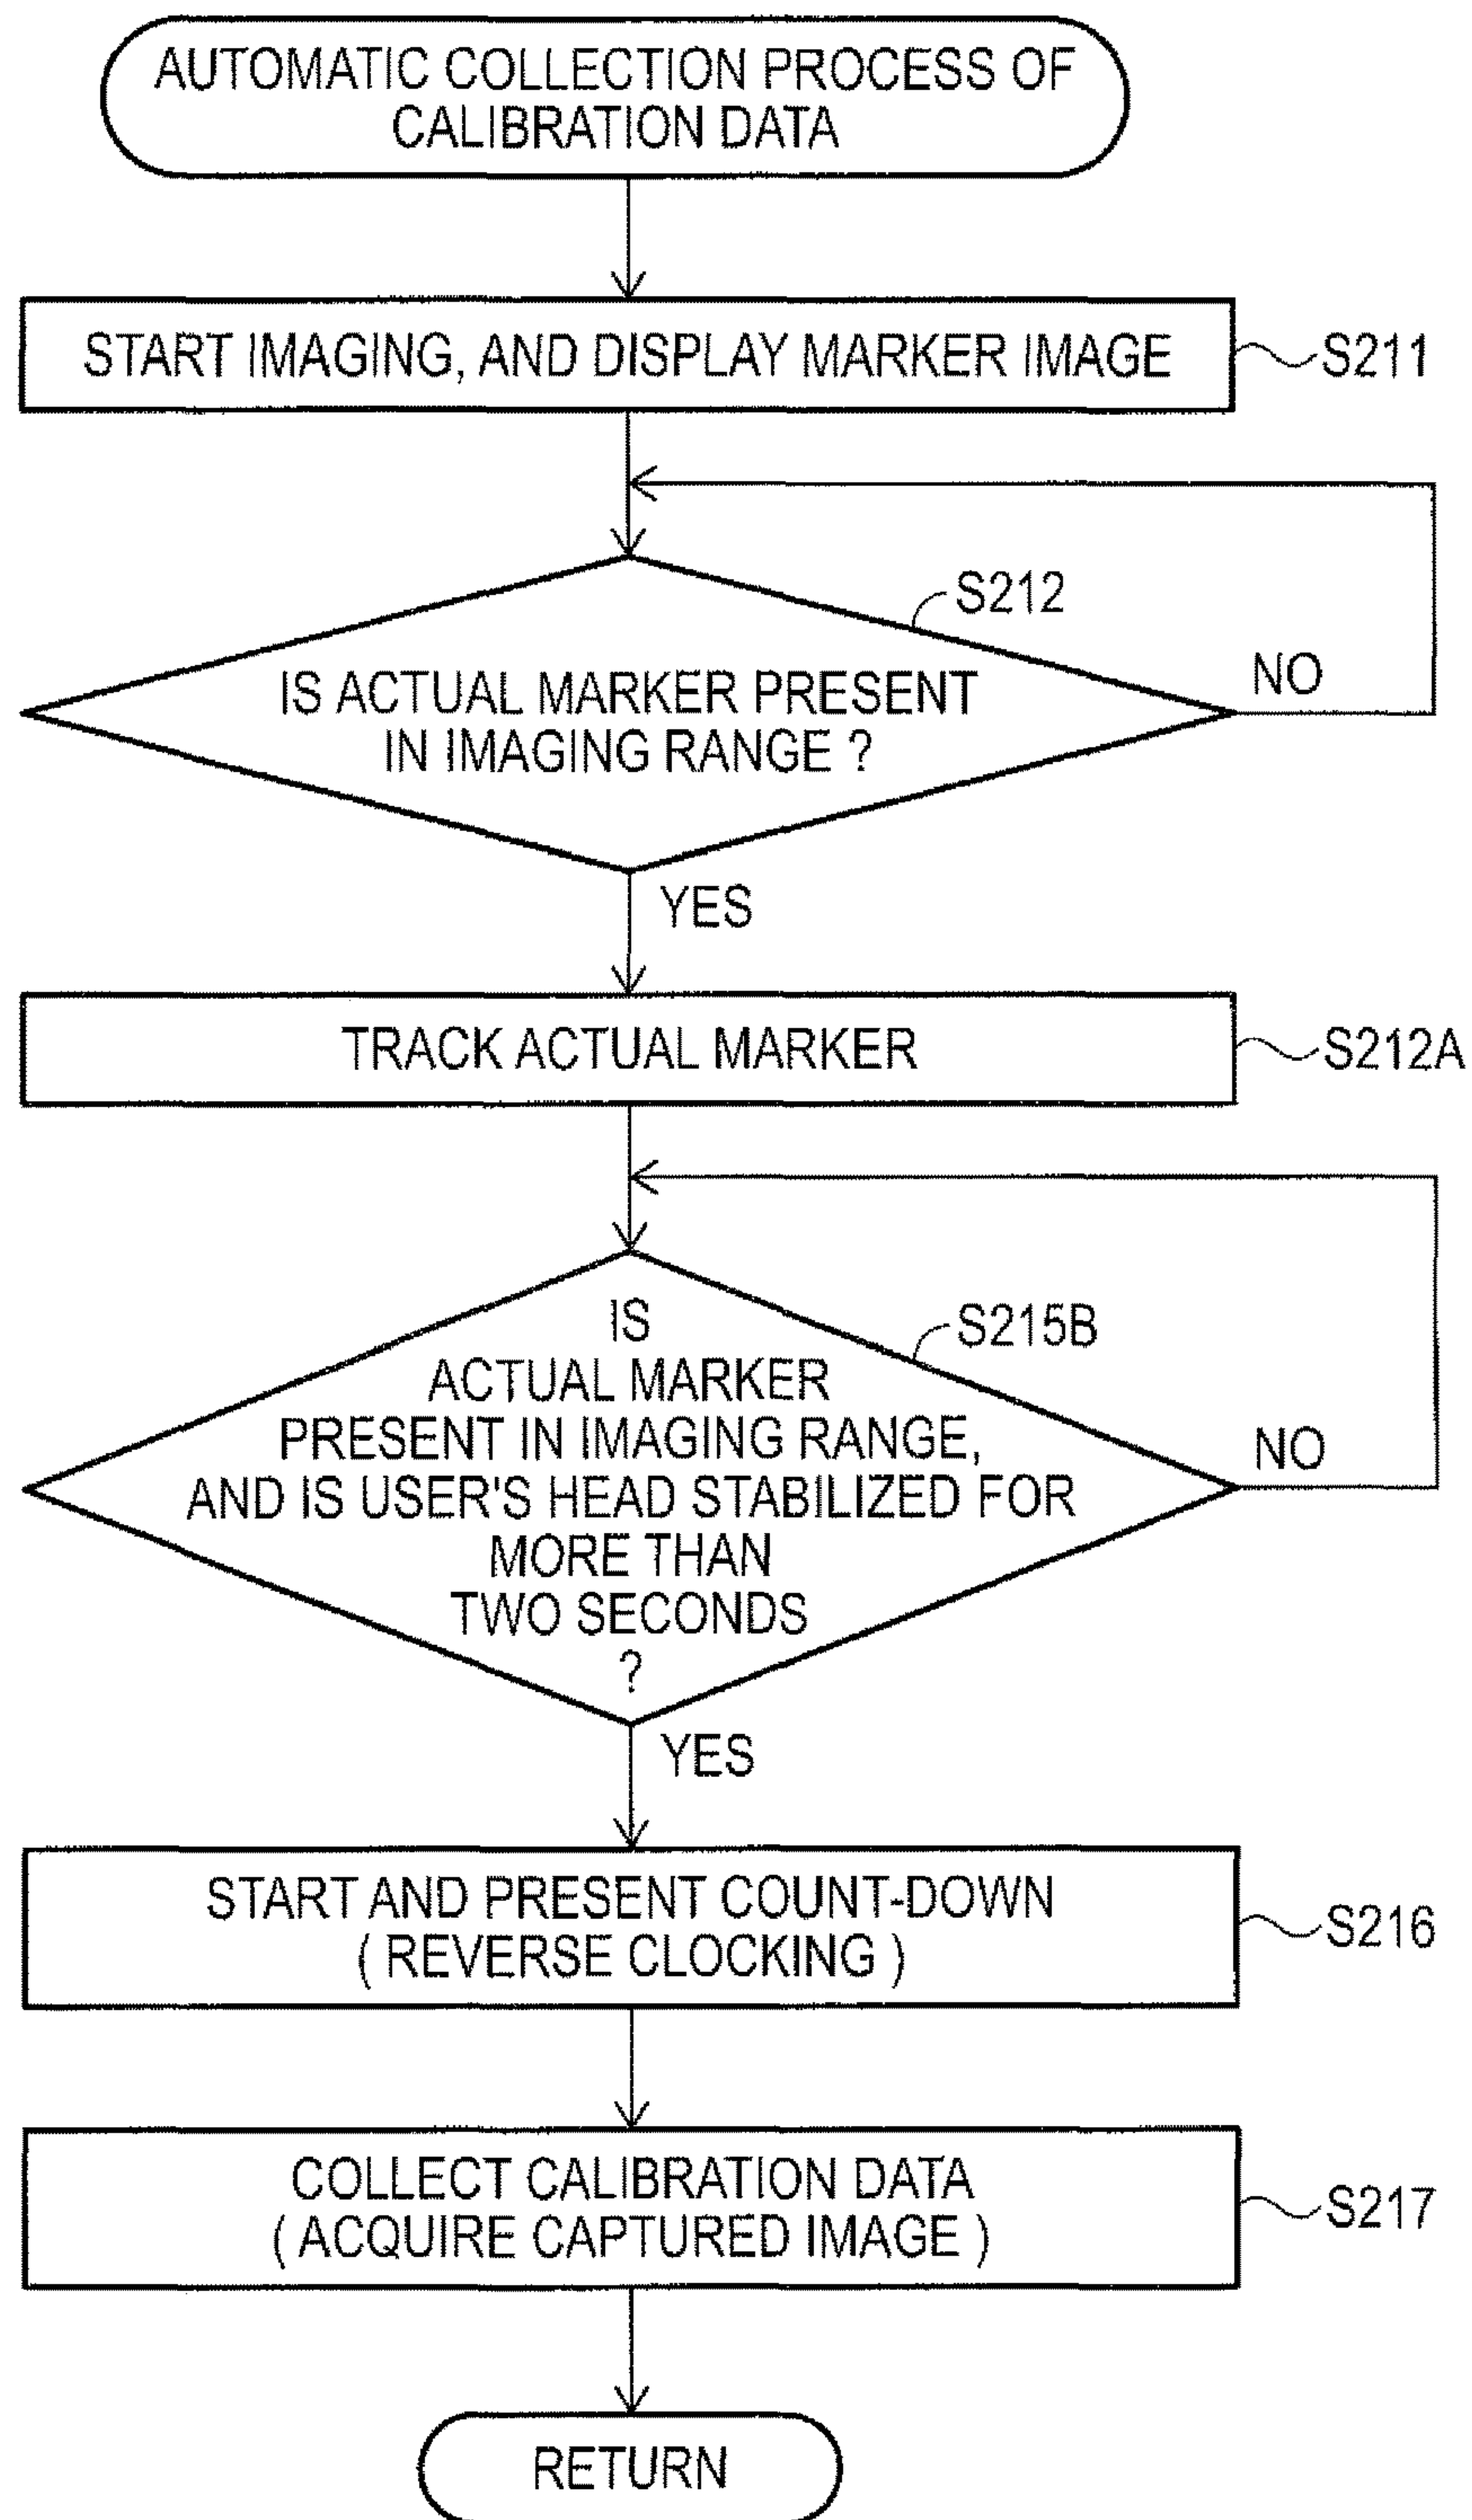 AUTOMATIC COLLECTION PROCESS OF
CALIBRATION DATA
START IMAGING, AND DISPLAY MARKER IMAGE
S211
S212
IS ACTUAL MARKER PRESENT
IN IMAGING RANGE ?
NO
YES
TRACK ACTUAL MARKER
S212A
S215B
IS
ACTUAL MARKER
PRESENT IN IMAGING RANGE,
AND IS USER'S HEAD STABILIZED FOR
MORE THAN
TWO SECONDS
?
NO
YES
START AND PRESENT COUNT-DOWN
( REVERSE CLOCKING )
S216
COLLECT CALIBRATION DATA
( ACQUIRE CAPTURED IMAGE )
S217
RETURN